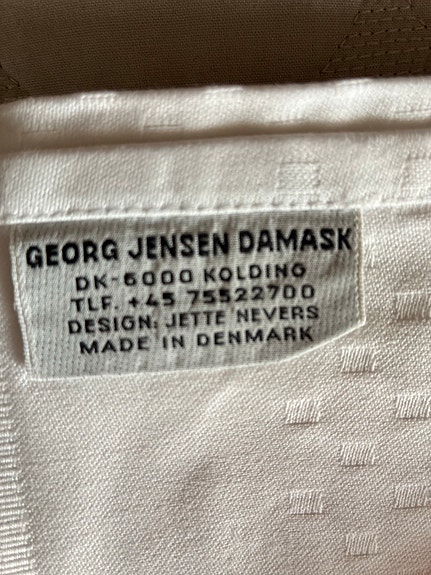 GEORG JENSEN DAMASK
DK-6000 KOLDING
TLF. +45 75522700
DESIGN: JETTE NEVERS
MADE IN DENMARK